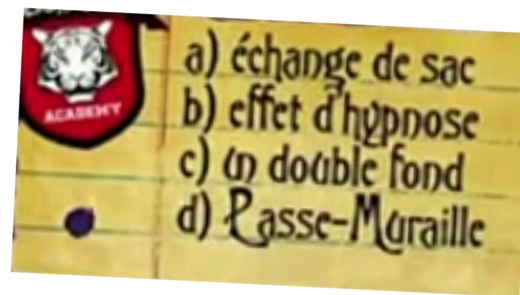 ACADEMY
a) échange de sac
b) effet d'hypnose
c) un double fond
d) Passe-Muraille